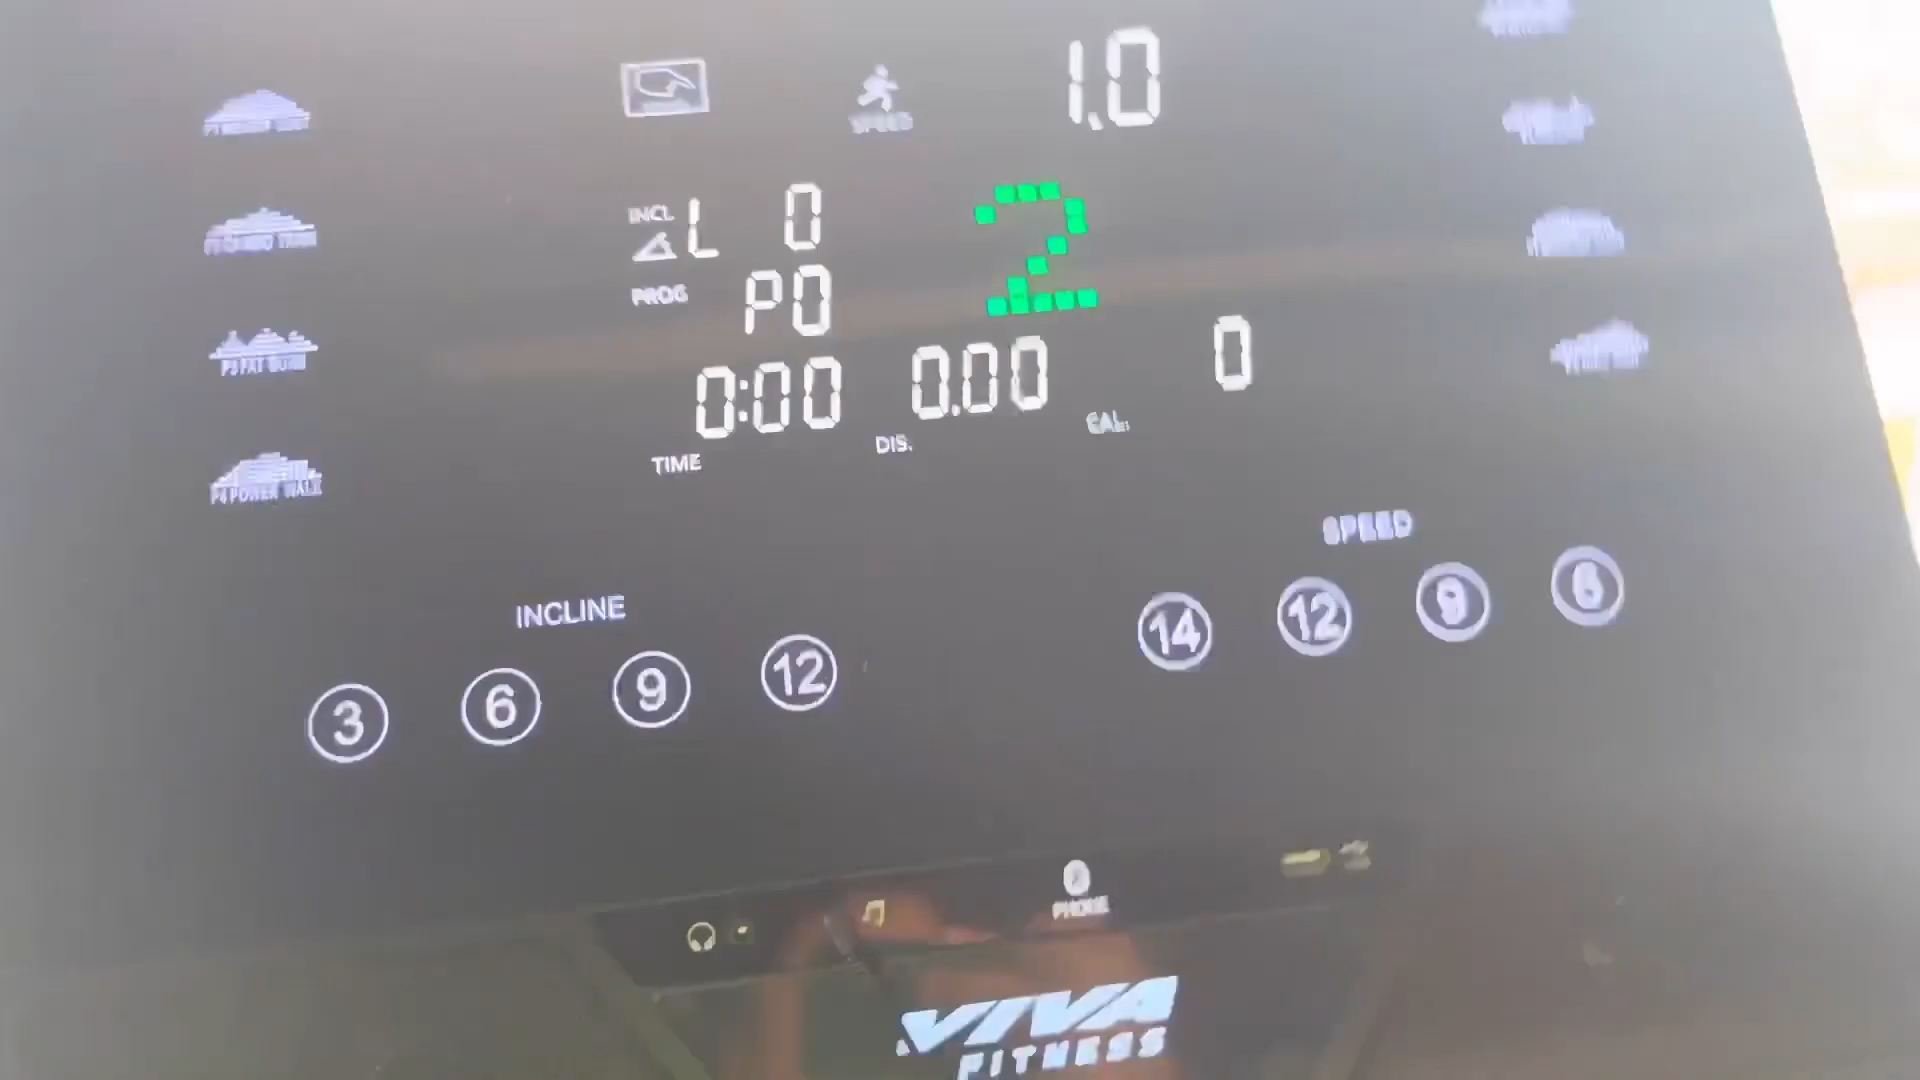 SPEED 1.0
INCL L 0
2
PROG P0
P3 FAT BURN
0:00 0.00 0
TIME DIS. CAL.
P4 POWER WALK
SPEED
14 12 9 6
INCLINE
3 6 9 12
PHONE
VIVA
FITNESS